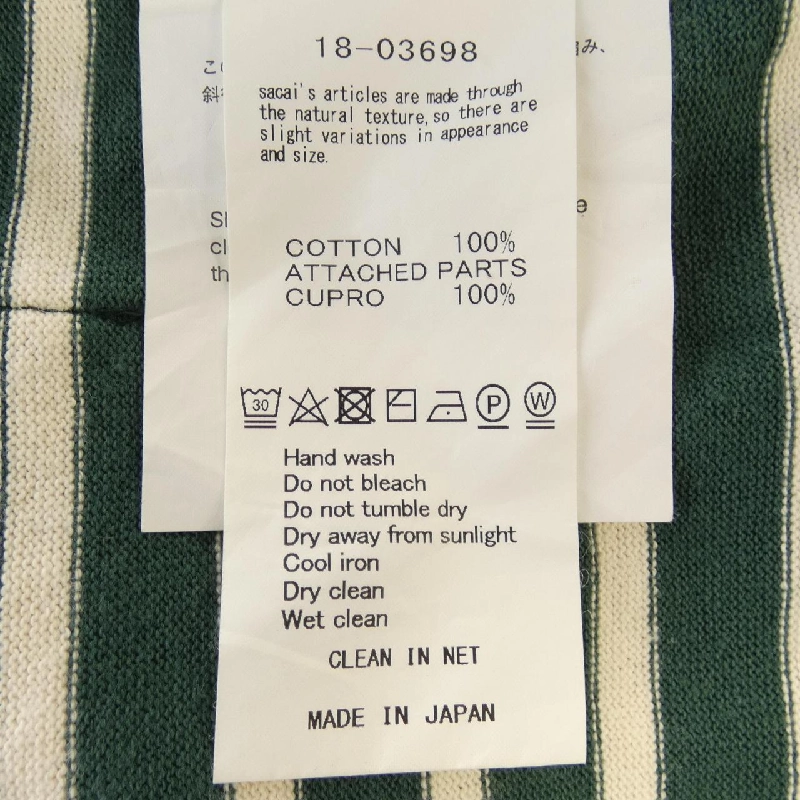 18-03698
sacai's articles are made through
the natural texture, so there are
slight variations in appearance
and size.
COTTON 100%
ATTACHED PARTS
CUPRO 100%
30 P W
Hand wash
Do not bleach
Do not tumble dry
Dry away from sunlight
Cool iron
Dry clean
Wet clean
CLEAN IN NET
MADE IN JAPAN